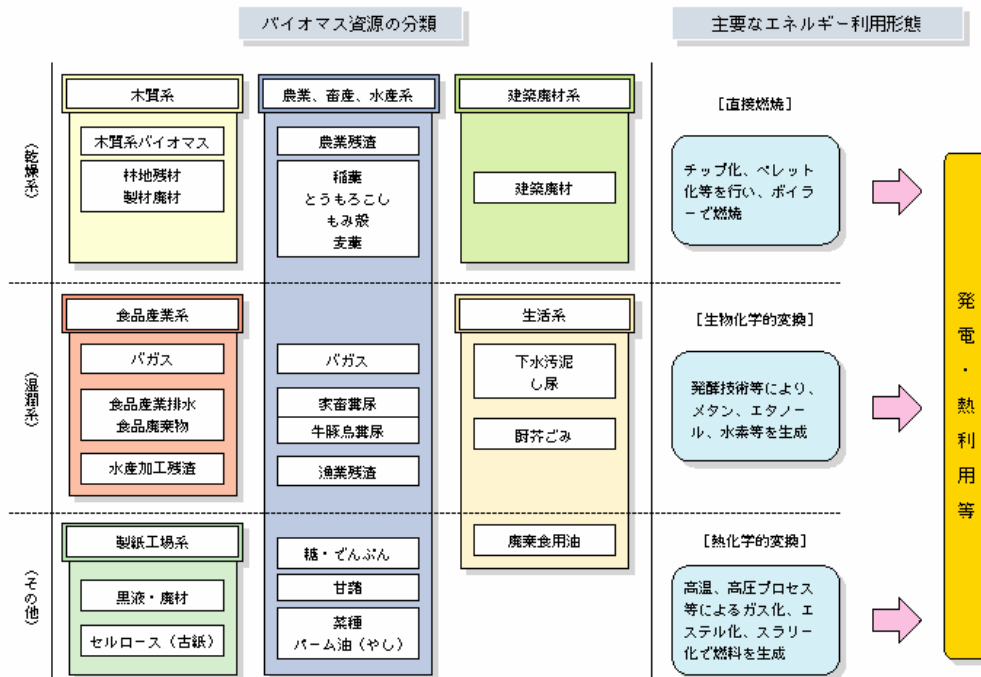 バイオマス資源の分類
主要なエネルギー利用形態
(乾燥系)
木質系
木質系バイオマス
林地残材
製材廃材
農業、畜産、水産系
農業残渣
稲藁
とうもろこし
もみ殻
麦藁
建築廃材系
建築廃材
[直接燃焼]
チップ化、ペレット
化等を行い、ボイラ
ーで燃焼
(湿潤系)
食品産業系
バガス
食品産業排水
食品廃棄物
水産加工残渣
バガス
家畜糞尿
牛豚鳥糞尿
漁業残渣
生活系
下水汚泥
し尿
厨芥ごみ
[生物化学的変換]
発酵技術等により、
メタン、エタノー
ル、水素等を生成
(その他)
製紙工場系
黒液・廃材
セルロース(古紙)
糖・でんぷん
甘藷
菜種
パーム油(やし)
廃棄食用油
[熱化学的変換]
高温、高圧プロセス
等によるガス化、エ
ステル化、スラリー
化で燃料を生成
発電・熱利用等